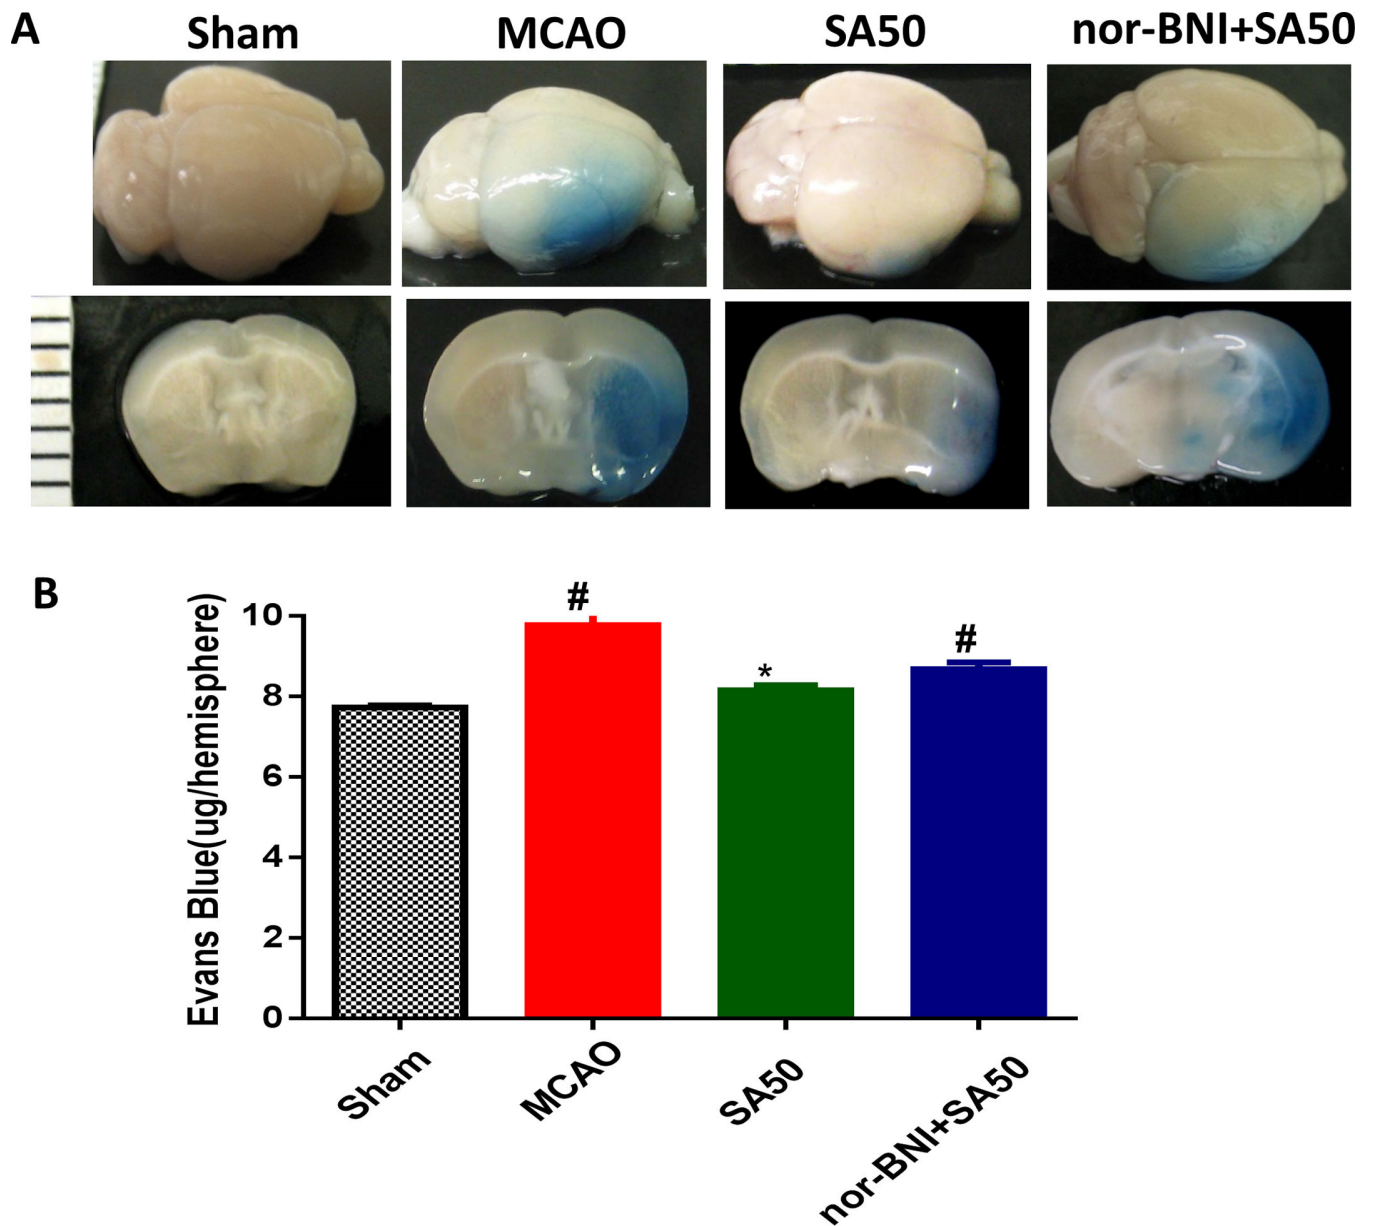 A
Sham
MCAO
SA50
nor-BNI+SA50
B
Evans Blue(ug/hemisphere)
10
8
6
4
2
0
#
*
#
Sham
MCAO
SA50
nor-BNI+SA50